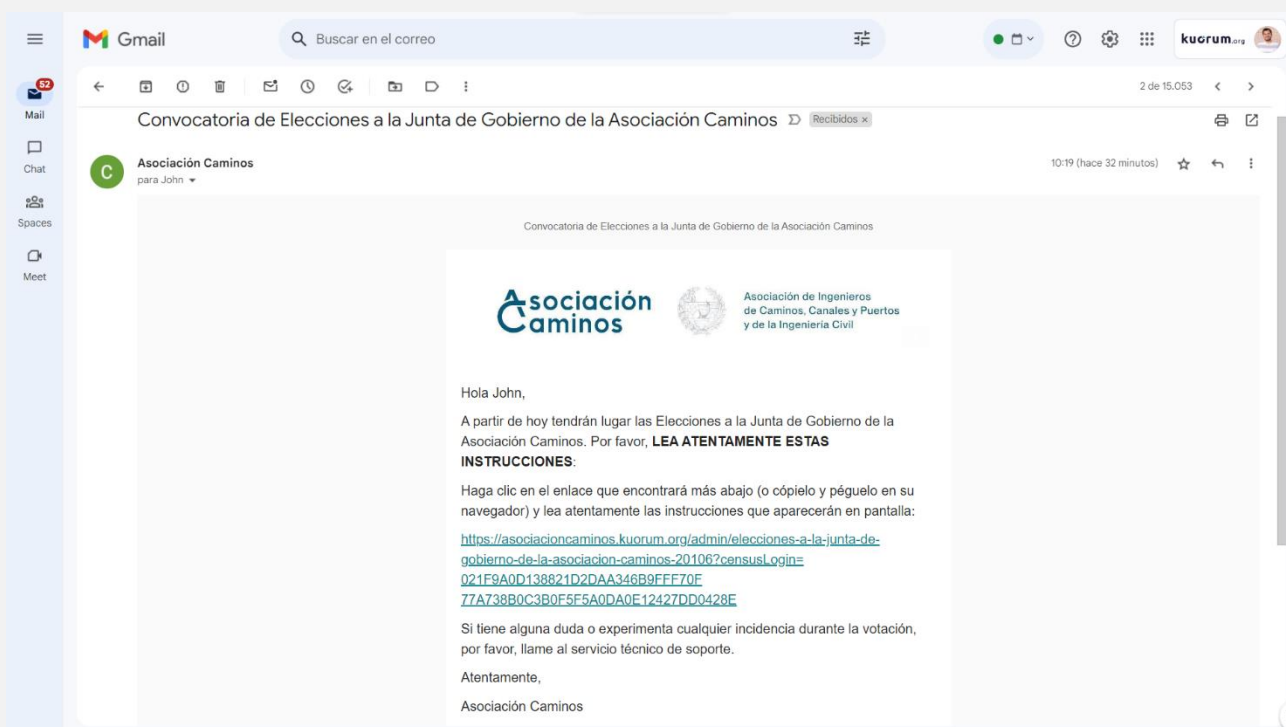 Gmail
Buscar en el correo
kuorum.org
52
Mail
Chat
Spaces
Meet
2 de 15.053
Convocatoria de Elecciones a la Junta de Gobierno de la Asociación Caminos Recibidos ×
C
Asociación Caminos
para John
10:19 (hace 32 minutos)
Convocatoria de Elecciones a la Junta de Gobierno de la Asociación Caminos
Asociación
Caminos
Asociación de Ingenieros
de Caminos, Canales y Puertos
y de la Ingeniería Civil
Hola John,
A partir de hoy tendrán lugar las Elecciones a la Junta de Gobierno de la
Asociación Caminos. Por favor, LEA ATENTAMENTE ESTAS
INSTRUCCIONES:
Haga clic en el enlace que encontrará más abajo (o cópielo y péguelo en su
navegador) y lea atentamente las instrucciones que aparecerán en pantalla:
https://asociacioncaminos.kuorum.org/admin/elecciones-a-la-junta-de-
gobierno-de-la-asociacion-caminos-20106?censusLogin=
021F9A0D138821D2DAA346B9FFF70F
77A738B0C3B0F5F5A0DA0E12427DD0428E
Si tiene alguna duda o experimenta cualquier incidencia durante la votación,
por favor, llame al servicio técnico de soporte.
Atentamente,
Asociación Caminos